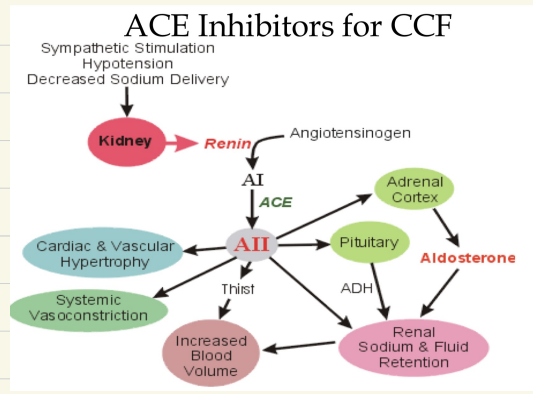 ACE Inhibitors for CCF
Sympathetic Stimulation
Hypotension
Decreased Sodium Delivery
Kidney
Renin
Angiotensinogen
AI
ACE
Adrenal
Cortex
AII
Pituitary
Cardiac & Vascular
Hypertrophy
Aldosterone
Thirst
ADH
Systemic
Vasoconstriction
Increased
Blood
Volume
Renal
Sodium & Fluid
Retention